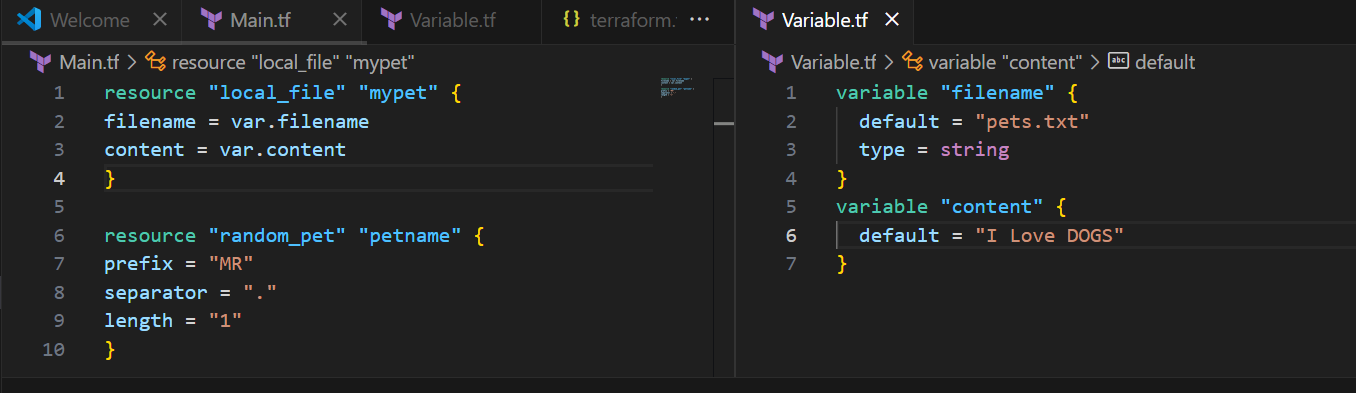 Welcome Main.tf Variable.tf terraform. ...
Main.tf > resource "local_file" "mypet"
1 resource "local_file" "mypet" {
2 filename = var.filename
3 content = var.content
4 }
5
6 resource "random_pet" "petname" {
7 prefix = "MR"
8 separator = "."
9 length = "1"
10 }
Variable.tf
Variable.tf > variable "content" > abc default
1 variable "filename" {
2 default = "pets.txt"
3 type = string
4 }
5 variable "content" {
6 default = "I Love DOGS"
7 }